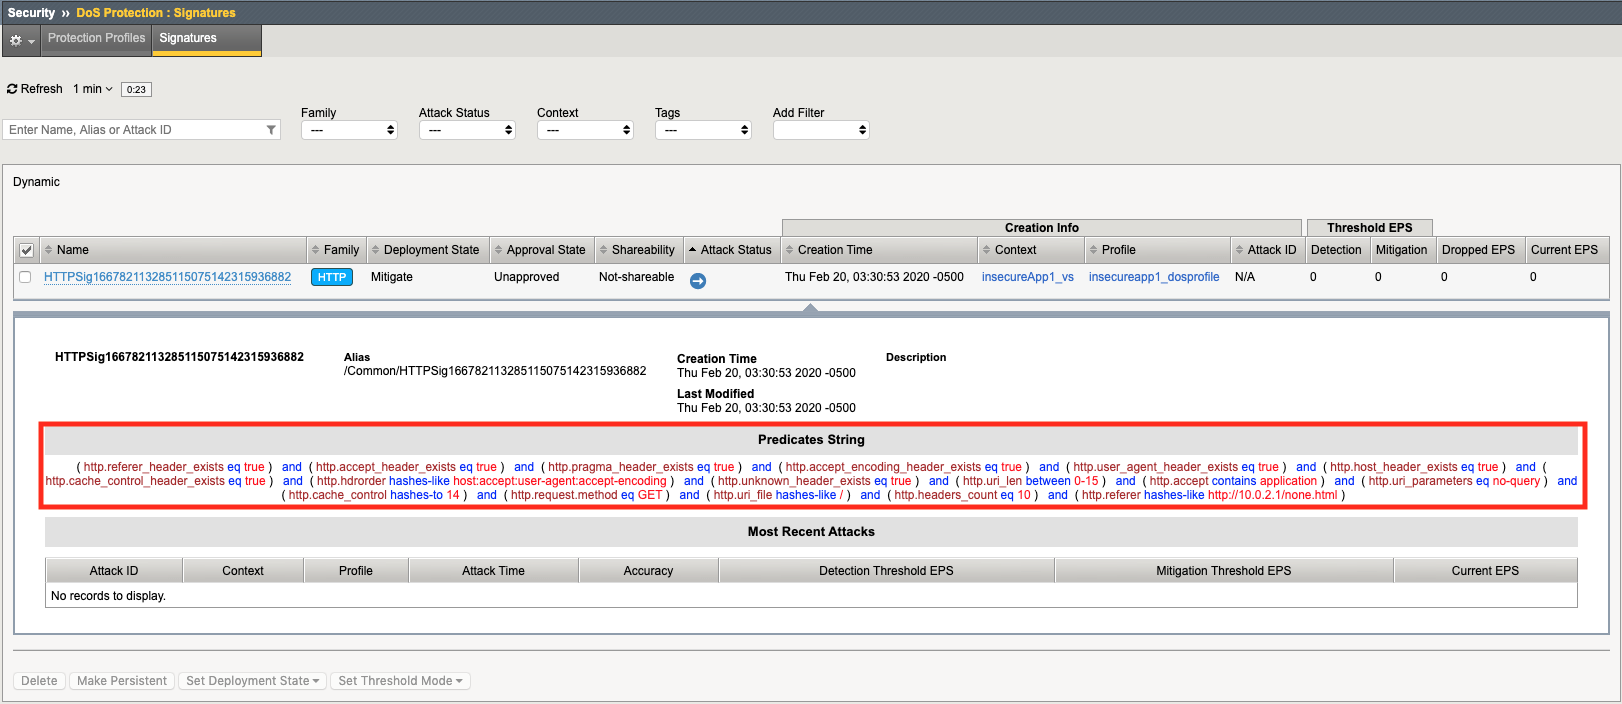 Security » DoS Protection : Signatures
Protection Profiles Signatures
Refresh 1 min 0:23
Family Attack Status Context Tags Add Filter
Enter Name, Alias or Attack ID --- --- --- ---
Dynamic
Creation Info Threshold EPS
Name Family Deployment State Approval State Shareability Attack Status Creation Time Context Profile Attack ID Detection Mitigation Dropped EPS Current EPS
HTTPSig1667821132851150751423159368​82 HTTP Mitigate Unapproved Not-shareable Thu Feb 20, 03:30:53 2020 -0500 insecureApp1_vs insecureapp1_dosprofile N/A 0 0 0 0
HTTPSig166782113285115075142315936882 Alias Creation Time Description
/Common/HTTPSig166782113285115075142315936882 Thu Feb 20, 03:30:53 2020 -0500
Last Modified
Thu Feb 20, 03:30:53 2020 -0500
Predicates String
( http.referer_header_exists eq true ) and ( http.accept_header_exists eq true ) and ( http.pragma_header_exists eq true ) and ( http.accept_encoding_header_exists eq true ) and ( http.user_agent_header_exists eq true ) and ( http.host_header_exists eq true ) and (
http.cache_control_header_exists eq true ) and ( http.hdrorder hashes-like host:accept:user-agent:accept-encoding ) and ( http.unknown_header_exists eq true ) and ( http.uri_len between 0-15 ) and ( http.accept contains application ) and ( http.uri_parameters eq no-query ) and
( http.cache_control hashes-to 14 ) and ( http.request.method eq GET ) and ( http.uri_file hashes-like / ) and ( http.headers_count eq 10 ) and ( http.referer hashes-like http://10.0.2.1/none.html )
Most Recent Attacks
Attack ID Context Profile Attack Time Accuracy Detection Threshold EPS Mitigation Threshold EPS Current EPS
No records to display.
Delete Make Persistent Set Deployment State Set Threshold Mode